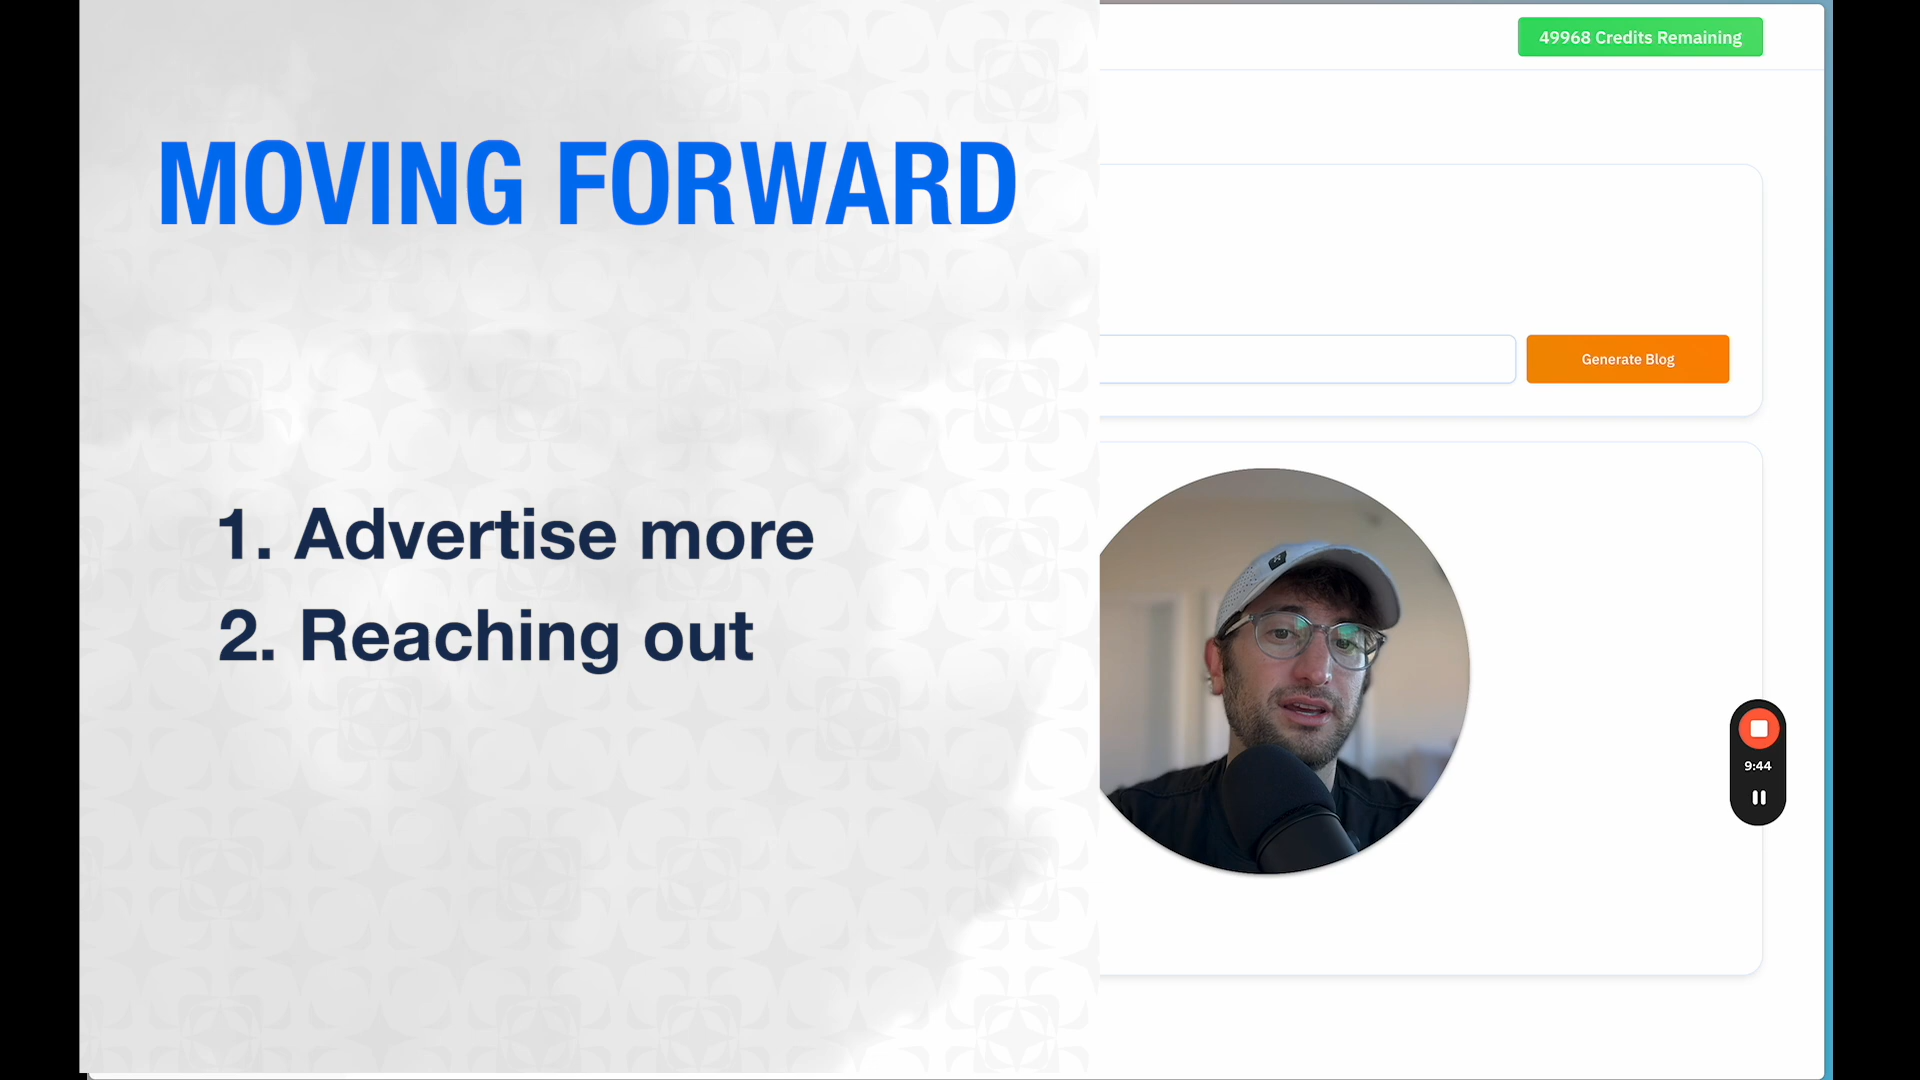 MOVING FORWARD
1. Advertise more
2. Reaching out
49968 Credits Remaining
Generate Blog
9:44